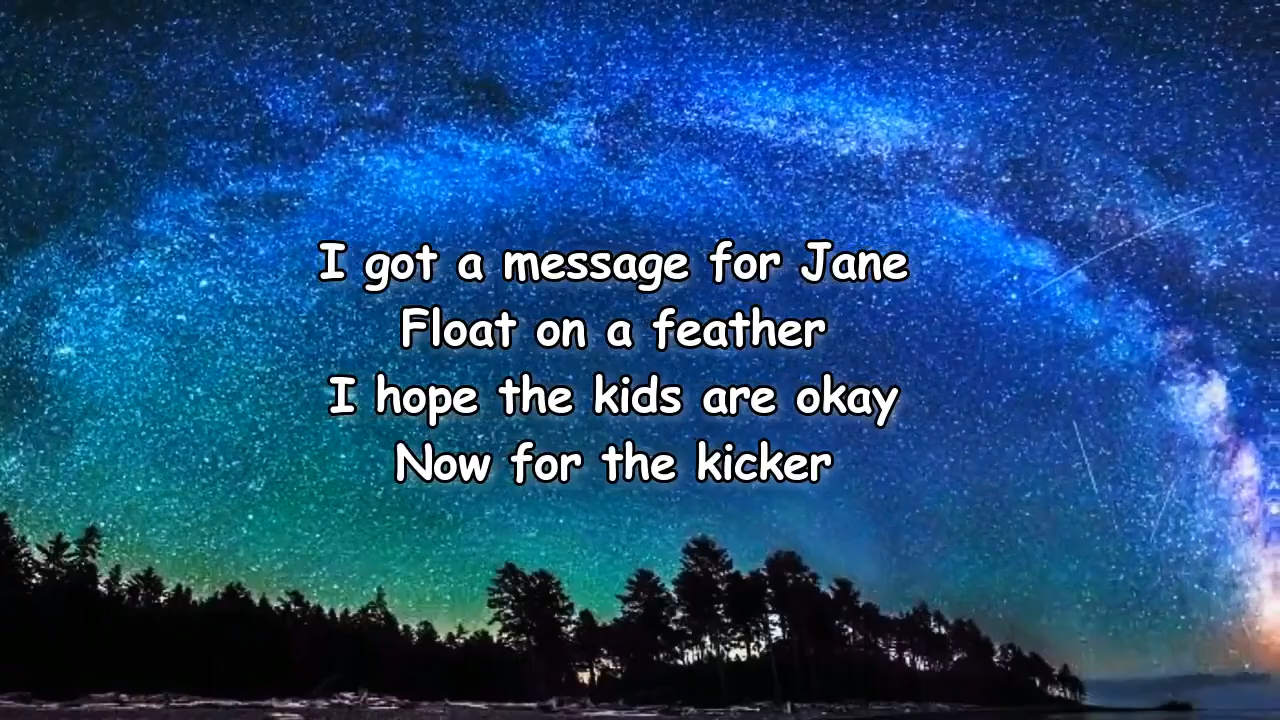 I got a message for Jane
Float on a feather
I hope the kids are okay
Now for the kicker